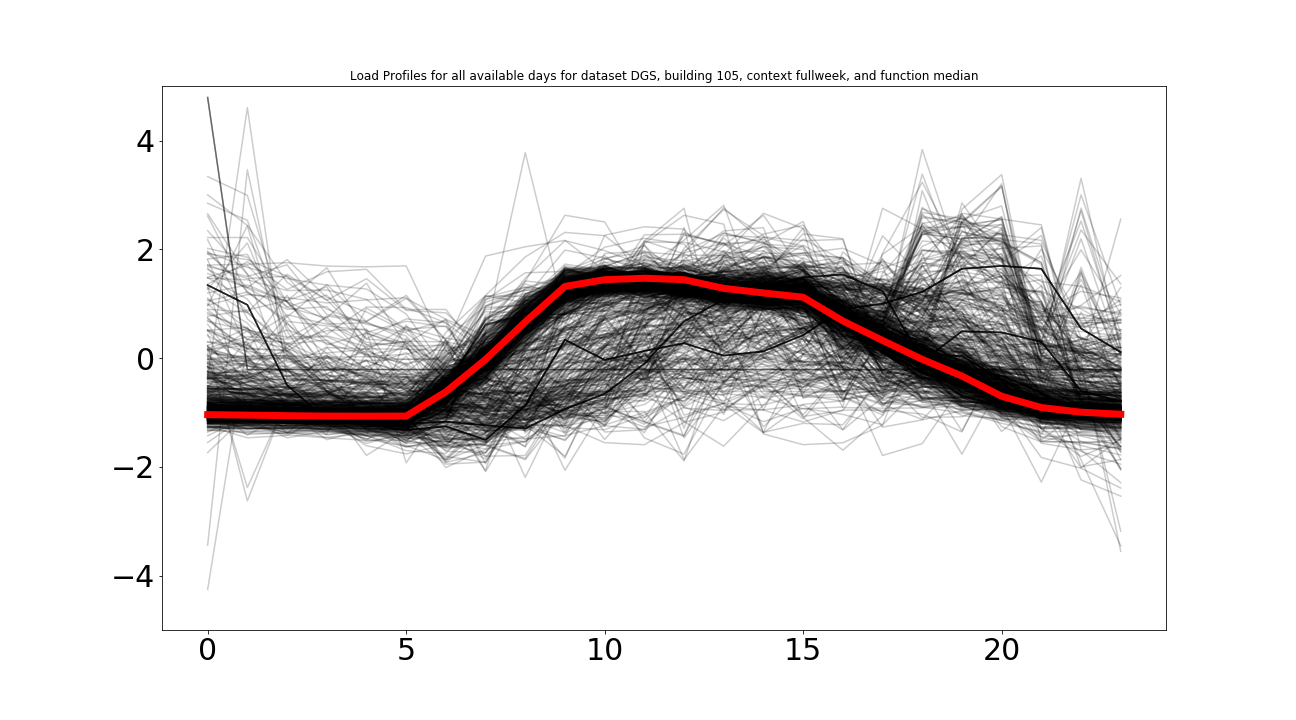 Load Profiles for all available days for dataset DGS, building 105, context fullweek, and function median
4
2
0
−2
−4
0 5 10 15 20